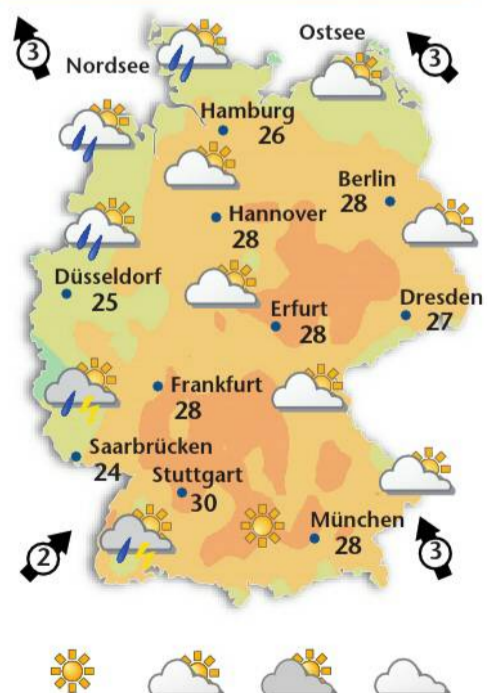 Ostsee
3
3
Nordsee
Hamburg
26
Berlin
28
Hannover
28
Düsseldorf
25
Dresden
27
Erfurt
28
Frankfurt
28
Saarbrücken
24
Stuttgart
30
München
28
2
3